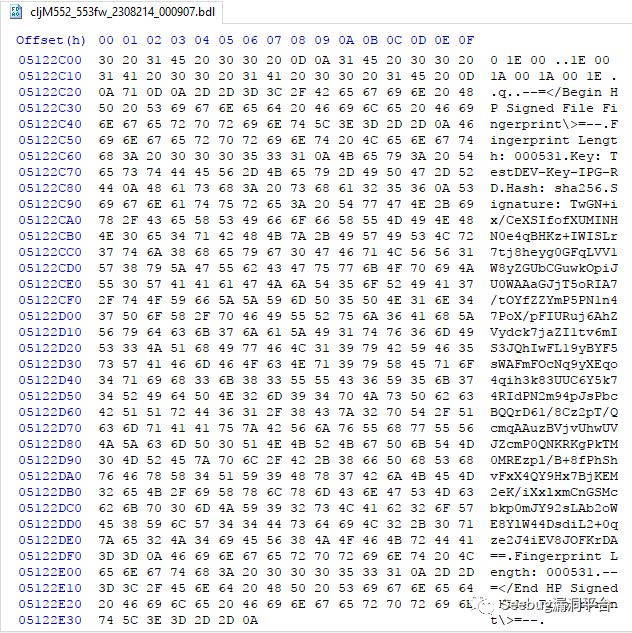 cljM552_553fw_2308214_000907.bdl
Offset(h) 00 01 02 03 04 05 06 07 08 09 0A 0B 0C 0D 0E 0F
05122C00 30 20 31 45 20 30 30 20 0D 0A 31 45 20 30 30 20 0 1E 00 ..1E 00
05122C10 31 41 20 30 30 20 31 41 20 30 30 20 31 45 20 0D 1A 00 1A 00 1E .
05122C20 0A 71 0D 0A 2D 2D 3D 3C 2F 42 65 67 69 6E 20 48 .q..--=</Begin H
05122C30 50 20 53 69 67 6E 65 64 20 46 69 6C 65 20 46 69 P Signed File Fi
05122C40 6E 67 65 72 70 72 69 6E 74 5C 3E 3D 2D 2D 0A 46 ngerprint\>=--.F
05122C50 69 6E 67 65 72 70 72 69 6E 74 20 4C 65 6E 67 74 ingerprint Lengt
05122C60 68 3A 20 30 30 30 35 33 31 0A 4B 65 79 3A 20 54 h: 000531.Key: T
05122C70 65 73 74 44 45 56 2D 4B 65 79 2D 49 50 47 2D 52 estDEV-Key-IPG-R
05122C80 44 0A 48 61 73 68 3A 20 73 68 61 32 35 36 0A 53 D.Hash: sha256.S
05122C90 69 67 6E 61 74 75 72 65 3A 20 54 77 47 4E 2B 69 ignature: TwGN+i
05122CA0 78 2F 43 65 58 53 49 66 6F 66 58 55 4D 49 4E 48 x/CeXSIfofXUMINH
05122CB0 4E 30 65 34 71 42 48 4B 7A 2B 49 57 49 53 4C 72 N0e4qBHKz+IWISLr
05122CC0 37 74 6A 38 68 65 79 67 30 47 46 71 4C 56 56 31 7tj8heyg0GFqLVV1
05122CD0 57 38 79 5A 47 55 62 43 47 75 77 6B 4F 70 69 4A W8yZGUbCGuwkOpiJ
05122CE0 55 30 57 41 41 61 47 4A 6A 54 35 6F 52 49 41 37 U0WAAaGJjT5oRIA7
05122CF0 2F 74 4F 59 66 5A 5A 59 6D 50 35 50 4E 31 6E 34 /tOYfZZYmP5PN1n4
05122D00 37 50 6F 58 2F 70 46 49 55 52 75 6A 36 41 68 5A 7PoX/pFIURuj6AhZ
05122D10 56 79 64 63 6B 37 6A 61 5A 49 31 74 76 36 6D 49 Vydck7jaZI1tv6mI
05122D20 53 33 4A 51 68 49 77 46 4C 31 39 79 42 59 46 35 S3JQhIwFL19yBYF5
05122D30 73 57 41 46 6D 46 4F 63 4E 71 39 79 58 45 71 6F sWAFmFOcNq9yXEqo
05122D40 34 71 69 68 33 6B 38 33 55 55 43 36 59 35 6B 37 4qih3k83UUC6Y5k7
05122D50 34 52 49 64 50 4E 32 6D 39 34 70 4A 73 50 62 63 4RIdPN2m94pJsPbc
05122D60 42 51 51 72 44 36 31 2F 38 43 7A 32 70 54 2F 51 BQQrD61/8Cz2pT/Q
05122D70 63 6D 71 41 41 75 7A 42 56 6A 76 55 68 77 55 56 cmqAAuzBVjvUhwUV
05122D80 4A 5A 63 6D 50 30 51 4E 4B 52 4B 67 50 6B 54 4D JZcmP0QNKRKgPkTM
05122D90 30 4D 52 45 7A 70 6C 2F 42 2B 38 66 50 68 53 68 0MREzpl/B+8fPhSh
05122DA0 76 46 78 58 34 51 59 39 48 78 37 42 6A 4B 45 4D vFxX4QY9Hx7BjKEM
05122DB0 32 65 4B 2F 69 58 78 6C 78 6D 43 6E 47 53 4D 63 2eK/iXxlxmCnGSMc
05122DC0 62 6B 70 30 6D 4A 59 39 32 73 4C 41 62 32 6F 57 bkp0mJY92sLAb2oW
05122DD0 45 38 59 6C 57 34 34 44 73 64 69 4C 32 2B 30 71 E8YlW44DsdiL2+0q
05122DE0 7A 65 32 4A 34 69 45 56 38 4A 4F 46 4B 72 44 41 ze2J4iEV8JOFKrDA
05122DF0 3D 3D 0A 46 69 6E 67 65 72 70 72 69 6E 74 20 4C ==.Fingerprint L
05122E00 65 6E 67 74 68 3A 20 30 30 30 35 33 31 0A 2D 2D ength: 000531.--
05122E10 3D 3C 2F 45 6E 64 20 48 50 20 53 69 67 6E 65 64 =</End HP Signed
05122E20 20 46 69 6C 65 20 46 69 6E 67 65 72 70 72 69 6E
05122E30 74 5C 3E 3D 2D 2D 0A t\>=--.
Seebug漏洞平台